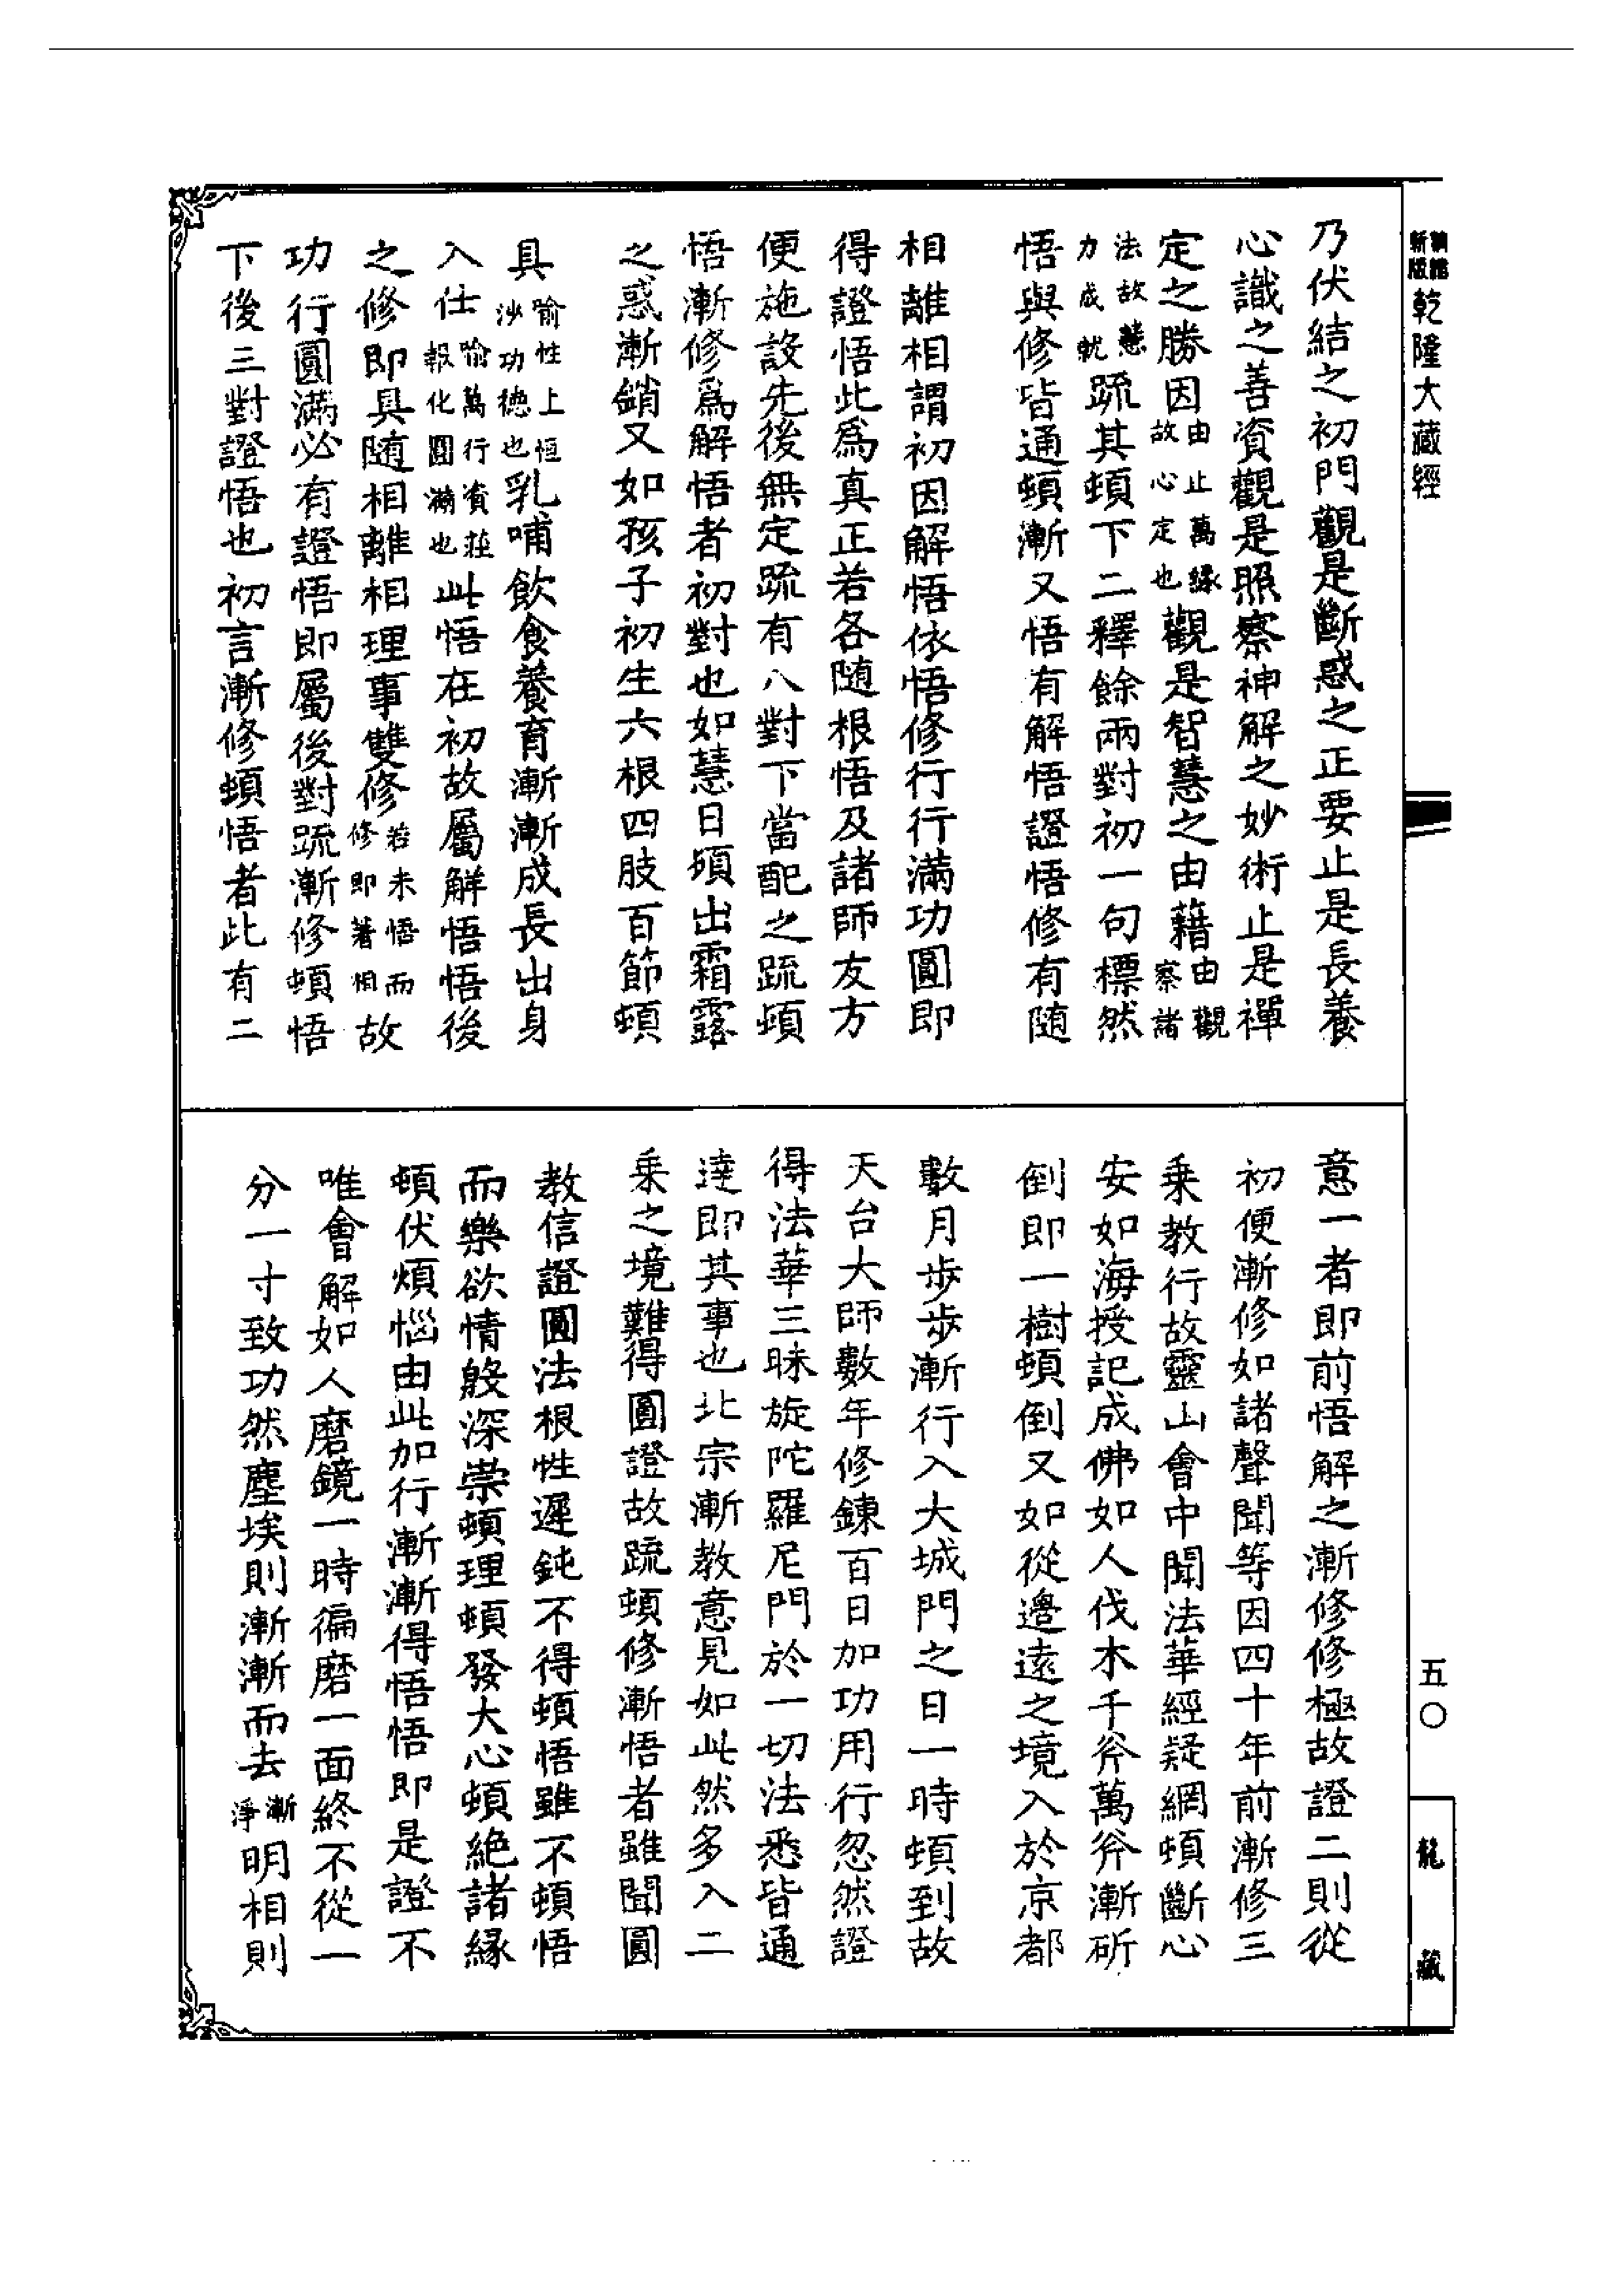 新版
乾隆大藏經
五〇
龍藏
乃伏結之初門觀是斷惑之正要止是長養
心識之善資觀是照察神解之妙術止是禪
定之勝因由止萬緣故心定也觀是智慧之由藉由觀察諸
法故慧力成就疏其頓下二釋餘兩對初一句標然
悟與修皆通頓漸又悟有解悟證悟修有隨
相離相謂初因解悟依悟修行行滿功圓即
得證悟此為真正若各隨根悟及諸師友方
便施設先後無定疏有八對下當配之疏頓
悟漸修爲解悟者初對也如慧日頓出霜露
之惑漸銷又如孩子初生六根四肢百節頓
具喻性上恒沙功德也乳哺飲食養育漸漸成長出身
入仕喻萬行資莊報化圓滿也此悟在初故屬解悟悟後
之修即具隨相離相理事雙修若未悟而修即著相故
功行圓滿必有證悟即屬後對疏漸修頓悟
下後三對證悟也初言漸修頓悟者此有二
意一者即前悟解之漸修修極故證二則從
初便漸修如諸聲聞等因四十年前漸修三
乘教行故靈山會中聞法華經疑網頓斷心
安如海授記成佛如人伐木千斧萬斧漸斫
倒即一樹頓倒又如從邊遠之境入於京都
數月步步漸行入大城門之日一時頓到故
天台大師數年修鍊百日加功用行忽然證
得法華三昧旋陀羅尼門於一切法悉皆通
達即其事也北宗漸教意見如此然多入二
乘之境難得圓證故疏頓修漸悟者雖聞圓
教信證圓法根性遲鈍不得頓悟雖不頓悟
而樂欲情殷深崇頓理頓發大心頓絕諸緣
頓伏煩惱由此加行漸漸得悟悟即是證不
唯會解如人磨鏡一時徧磨一面終不從一
分一寸致功然塵埃則漸漸而去漸淨明相則